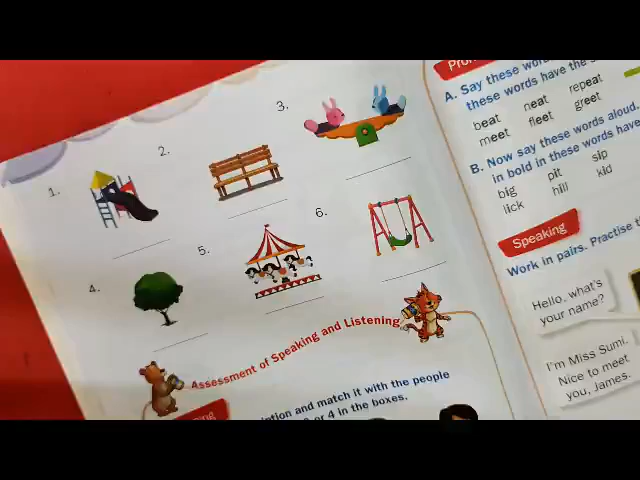 1.
2.
3.
4.
5.
6.
Assessment of Speaking and Listening
and match it with the people
or 4 in the boxes.
A. Say these
these words have the
beat neat repeat
meet fleet greet
B. Now say these words aloud.
in bold in these words have
big pit sip
lick hill kid
Speaking
Work in pairs. Practise
Hello, what's
your name?
I'm Miss Sumi.
Nice to meet
you, James.